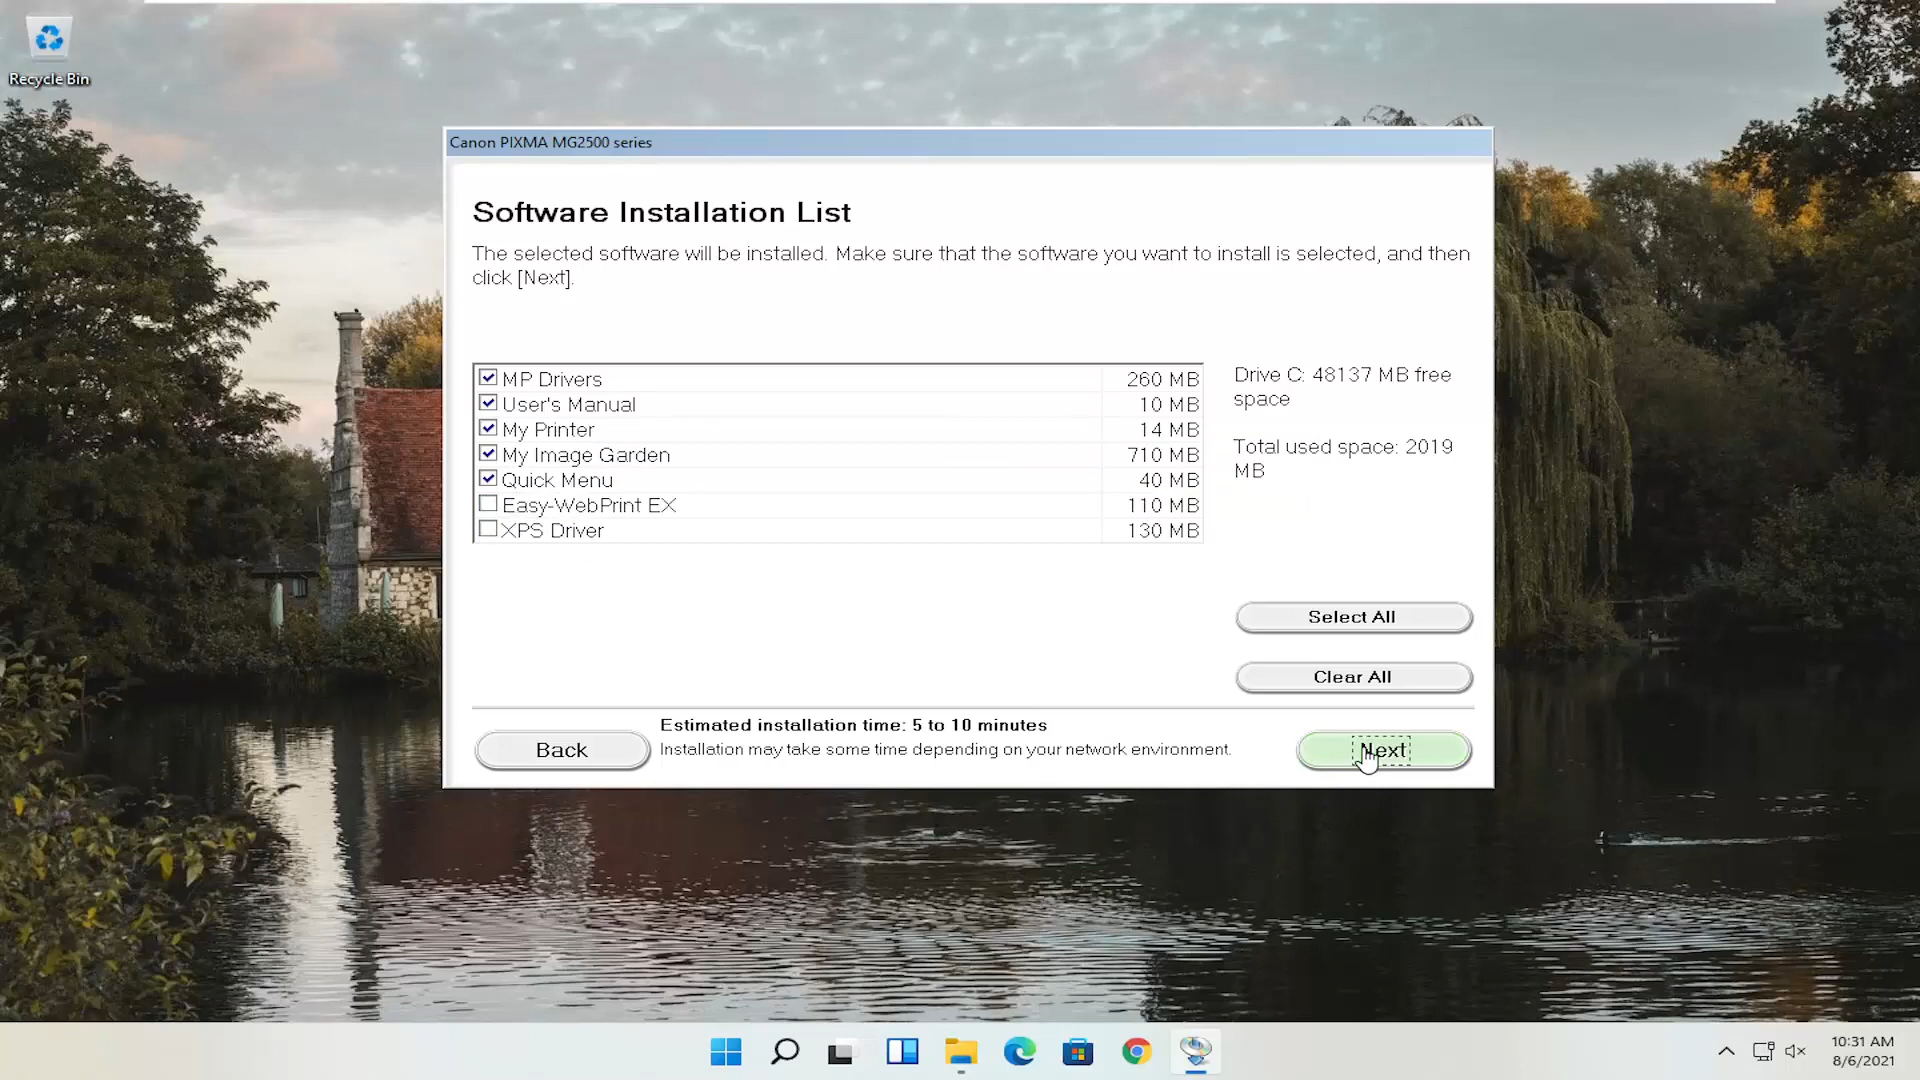 Recycle Bin
Canon PIXMA MG2500 series
Software Installation List
The selected software will be installed. Make sure that the software you want to install is selected, and then
click [Next].
MP Drivers 260 MB
User's Manual 10 MB
My Printer 14 MB
My Image Garden 710 MB
Quick Menu 40 MB
Easy-WebPrint EX 110 MB
XPS Driver 130 MB
Drive C: 48137 MB free
space
Total used space: 2019
MB
Select All
Clear All
Estimated installation time: 5 to 10 minutes
Installation may take some time depending on your network environment.
Back
Next
10:31 AM
8/6/2021